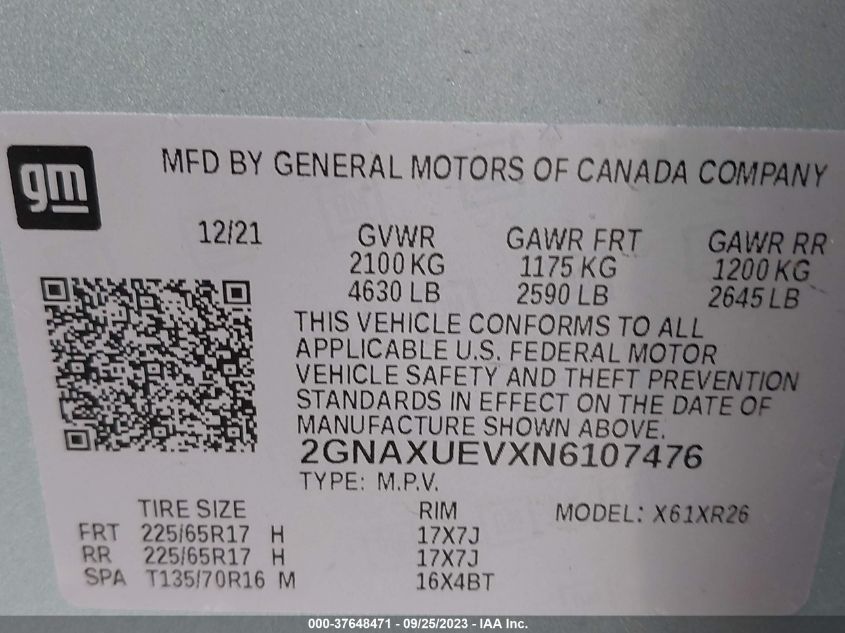 gm
MFD BY GENERAL MOTORS OF CANADA COMPANY
12/21 GVWR GAWR FRT GAWR RR
2100 KG 1175 KG 1200 KG
4630 LB 2590 LB 2645 LB
THIS VEHICLE CONFORMS TO ALL
APPLICABLE U.S. FEDERAL MOTOR
VEHICLE SAFETY AND THEFT PREVENTION
STANDARDS IN EFFECT ON THE DATE OF
MANUFACTURE SHOWN ABOVE.
2GNAXUEVXN6107476
TYPE: M.P.V.
TIRE SIZE RIM MODEL: X61XR26
FRT 225/65R17 H 17X7J
RR 225/65R17 H 17X7J
SPA T135/70R16 M 16X4BT
000-37648471 - 09/25/2023 - IAA Inc.